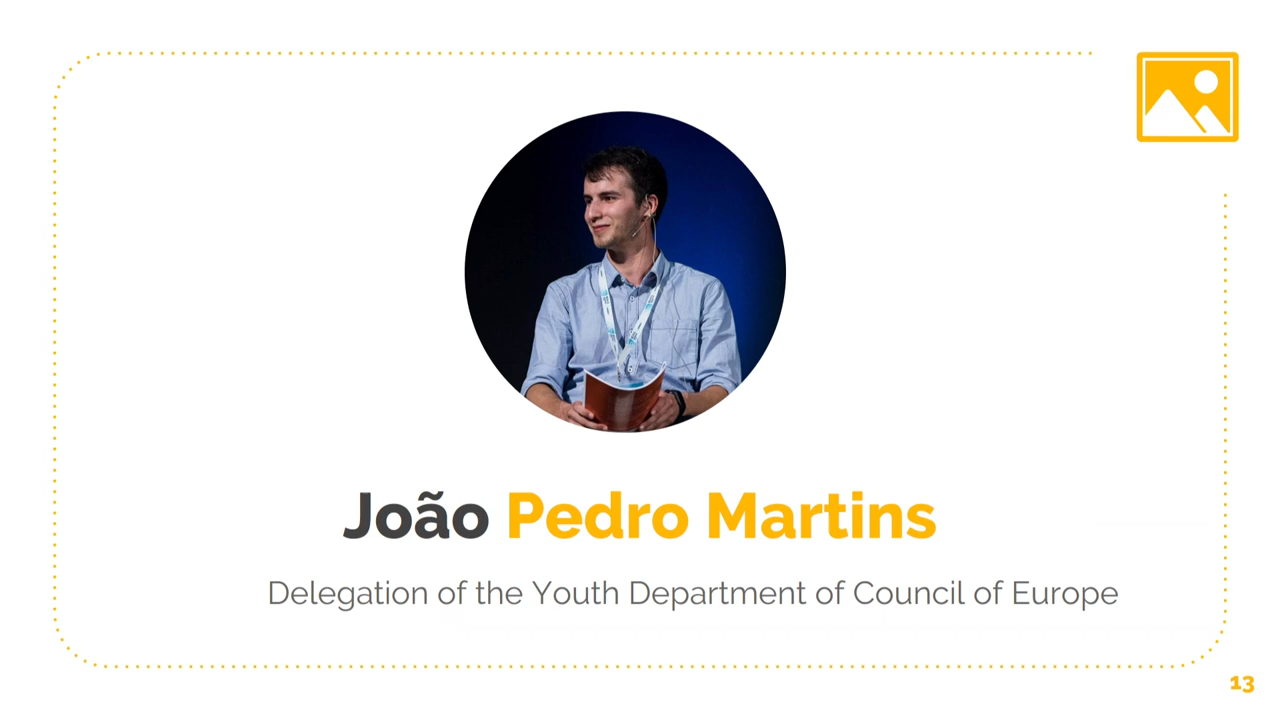 João Pedro Martins
Delegation of the Youth Department of Council of Europe
13